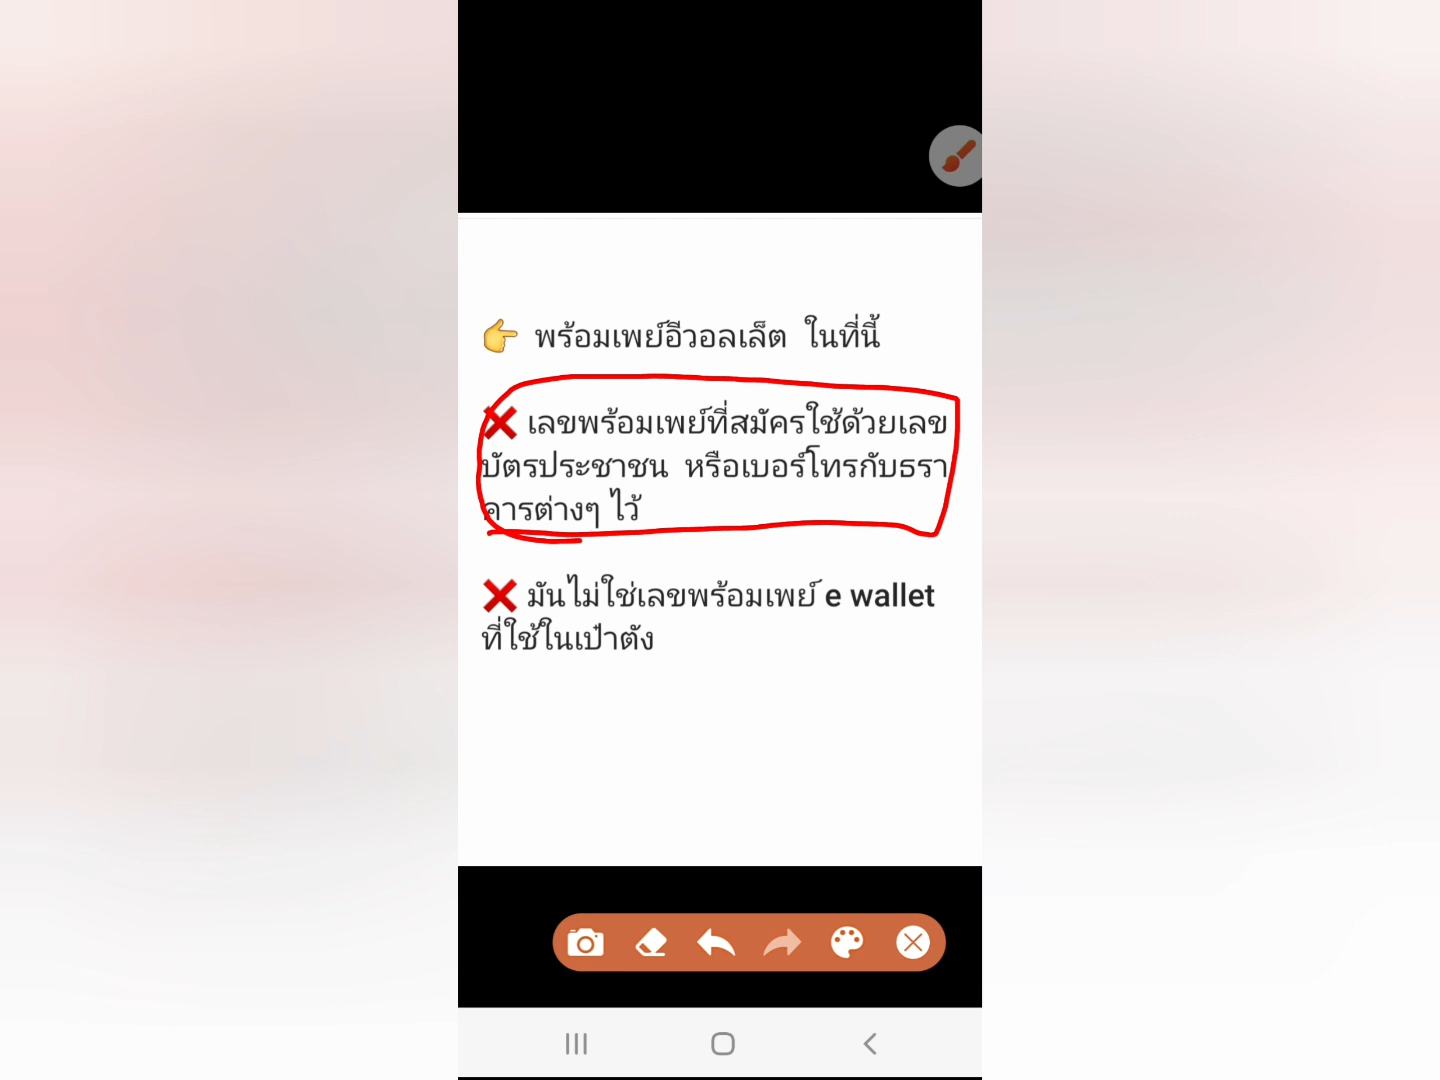 👉 พร้อมเพย์อีวอลเล็ต ในที่นี้
❌ เลขพร้อมเพย์ที่สมัครใช้ด้วยเลข
บัตรประชาชน หรือเบอร์โทรกับธรา
คารต่างๆ ไว้
❌ มันไม่ใช่เลขพร้อมเพย์ e wallet
ที่ใช้ในเป๋าตัง